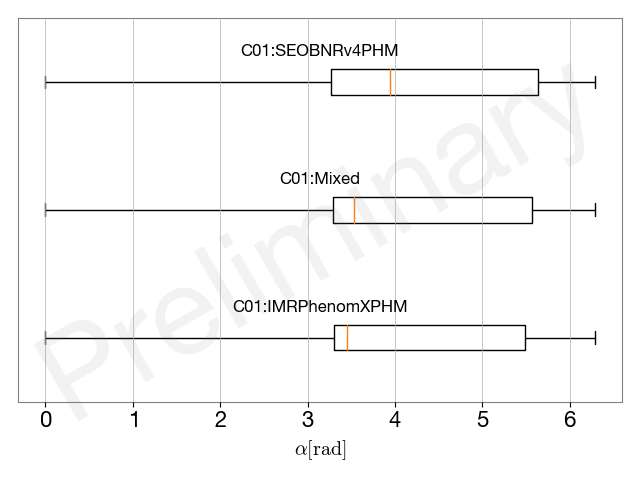 C01:SEOBNRv4PHM
C01:Mixed
C01:IMRPhenomXPHM
Preliminary
0 1 2 3 4 5 6
α[rad]